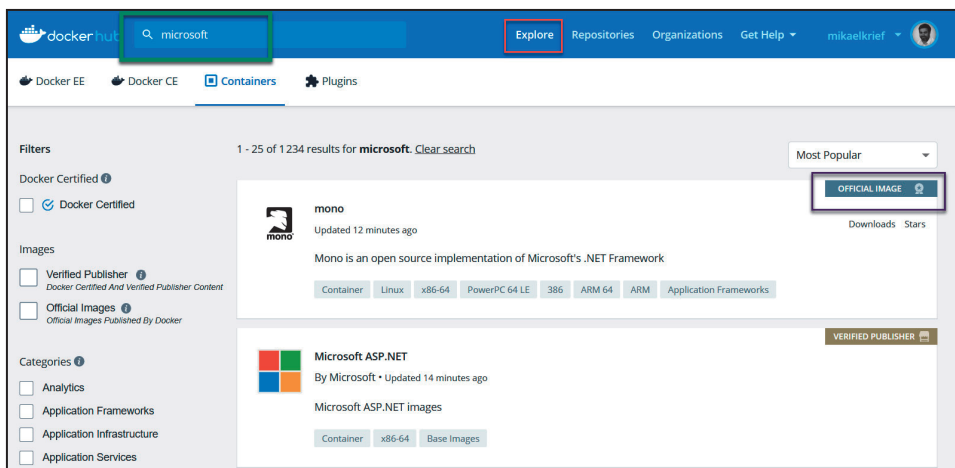 dockerhub microsoft Explore Repositories Organizations Get Help mikaelkrief
Docker EE Docker CE Containers Plugins
Filters
1 - 25 of 1234 results for microsoft. Clear search
Most Popular
Docker Certified
Docker Certified
Images
Verified Publisher
Docker Certified And Verified Publisher Content
Official Images
Official Images Published By Docker
Categories
Analytics
Application Frameworks
Application Infrastructure
Application Services
OFFICIAL IMAGE
mono
mono
Updated 12 minutes ago
Downloads Stars
Mono is an open source implementation of Microsoft's .NET Framework
Container Linux x86-64 PowerPC 64 LE 386 ARM 64 ARM Application Frameworks
VERIFIED PUBLISHER
Microsoft ASP.NET
By Microsoft • Updated 14 minutes ago
Microsoft ASP.NET images
Container x86-64 Base Images